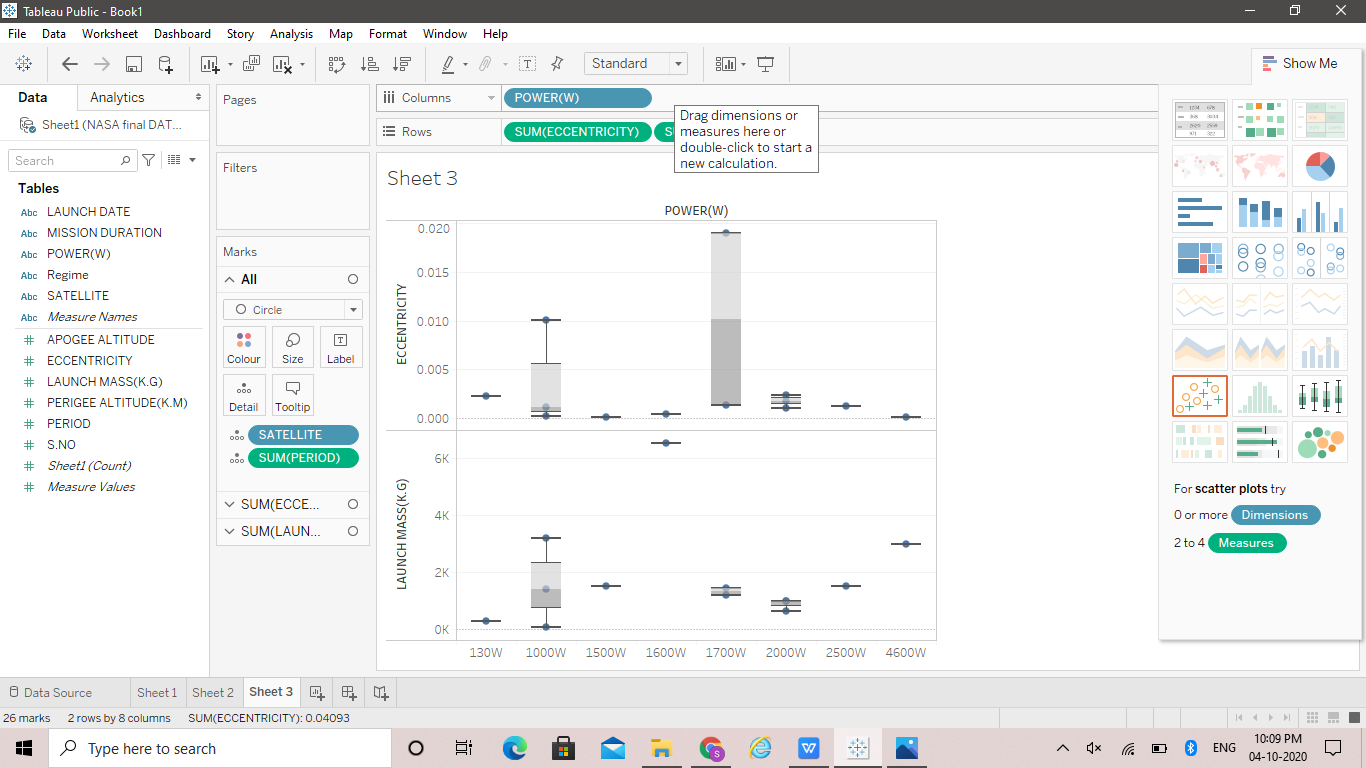 Tableau Public - Book1
File Data Worksheet Dashboard Story Analysis Map Format Window Help
Standard
Show Me
Data Analytics
Sheet1 (NASA final DAT...
Search
Tables
Abc LAUNCH DATE
Abc MISSION DURATION
Abc POWER(W)
Abc Regime
Abc SATELLITE
Abc Measure Names
# APOGEE ALTITUDE
# ECCENTRICITY
# LAUNCH MASS(K.G)
# PERIGEE ALTITUDE(K.M)
# PERIOD
# S.NO
# Sheet1 (Count)
# Measure Values
Pages
Filters
Marks
All
Circle
Colour Size Label
Detail Tooltip
SATELLITE
SUM(PERIOD)
SUM(ECCE...
SUM(LAUN...
Columns POWER(W)
Rows SUM(ECCENTRICITY)
Drag dimensions or
measures here or
double-click to start a
new calculation.
Sheet 3
POWER(W)
ECCENTRICITY
0.020
0.015
0.010
0.005
0.000
LAUNCH MASS(K.G)
6K
4K
2K
0K
130W 1000W 1500W 1600W 1700W 2000W 2500W 4600W
For scatter plots try
0 or more Dimensions
2 to 4 Measures
Data Source Sheet 1 Sheet 2 Sheet 3
26 marks 2 rows by 8 columns SUM(ECCENTRICITY): 0.04093
Type here to search
ENG
10:09 PM
04-10-2020